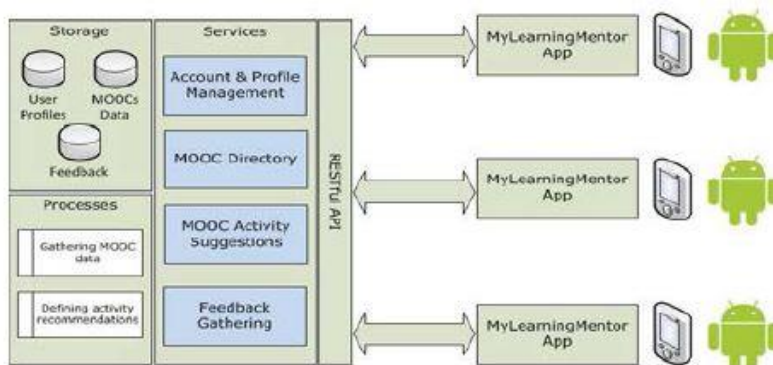 Storage
User
Profiles
MOOCs
Data
Feedback
Processes
Gathering MOOC
data
Defining activity
recommendations
Services
Account & Profile
Management
MOOC Directory
MOOC Activity
Suggestions
Feedback
Gathering
RESTful API
MyLearningMentor
App
MyLearningMentor
App
MyLearningMentor
App